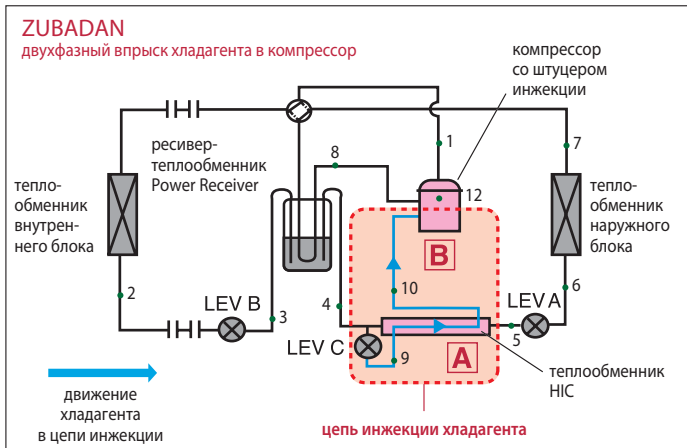 ZUBADAN
двухфазный впрыск хладагента в компрессор
компрессор
со штуцером
инжекции
ресивер-
теплообменник
Power Receiver
1
7
8
12
тепло-
обменник
внутрен-
него блока
тепло-
обменник
наружного
блока
B
2
10
6
LEV B
3
4
LEV A
5
LEV C
9
A
теплообменник
HIC
движение
хладагента
в цепи инжекции
цепь инжекции хладагента